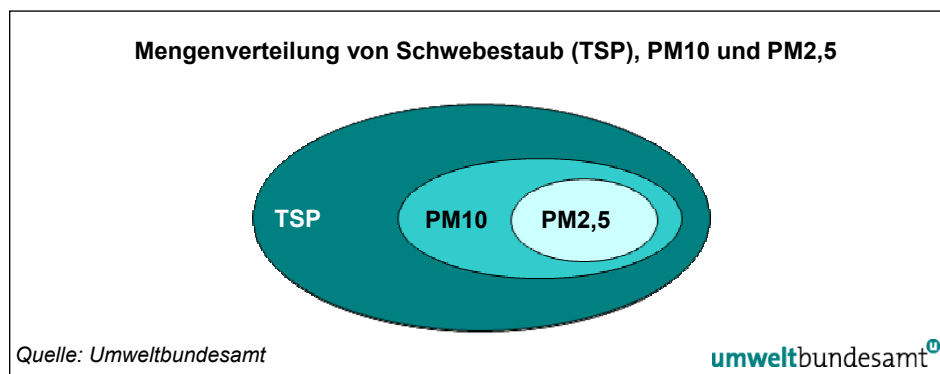 Mengenverteilung von Schwebestaub (TSP), PM10 und PM2,5
TSP PM10 PM2,5
Quelle: Umweltbundesamt
umweltbundesamt u